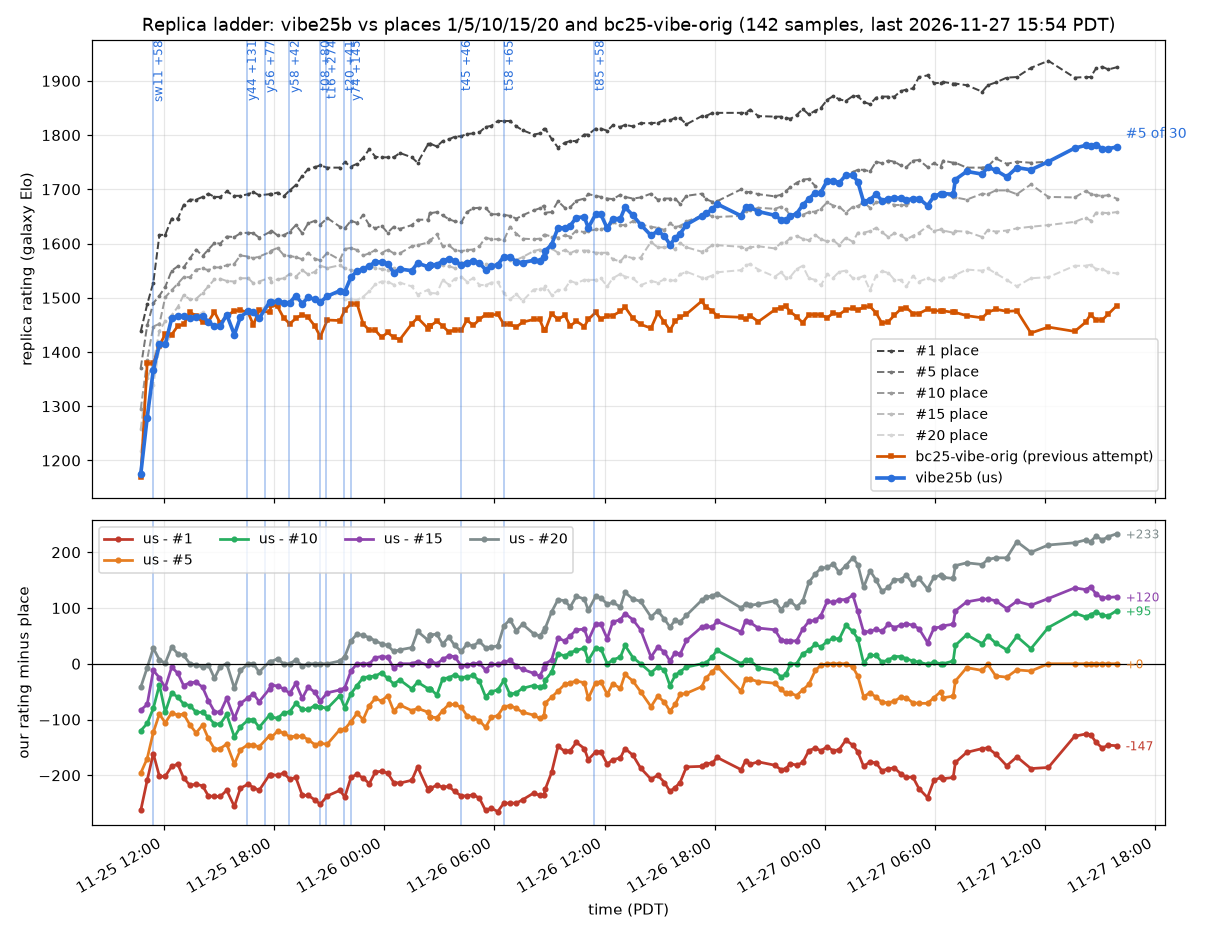 Replica ladder: vibe25b vs places 1/5/10/15/20 and bc25-vibe-orig (142 samples, last 2026-11-27 15:54 PDT)
sw11 +58
y44 +131
y56 +77
y58 +42
t16 +274
y74 +145
t45 +46
t58 +65
t85 +58
#5 of 30
replica rating (galaxy Elo)
1900
1800
1700
1600
1500
1400
1300
1200
#1 place
#5 place
#10 place
#15 place
#20 place
bc25-vibe-orig (previous attempt)
vibe25b (us)
us - #1
us - #5
us - #10
us - #15
us - #20
our rating minus place
200
100
0
−100
−200
+233
+120
+95
+0
-147
11-25 12:00
11-25 18:00
11-26 00:00
11-26 06:00
11-26 12:00
11-26 18:00
11-27 00:00
11-27 06:00
11-27 12:00
11-27 18:00
time (PDT)